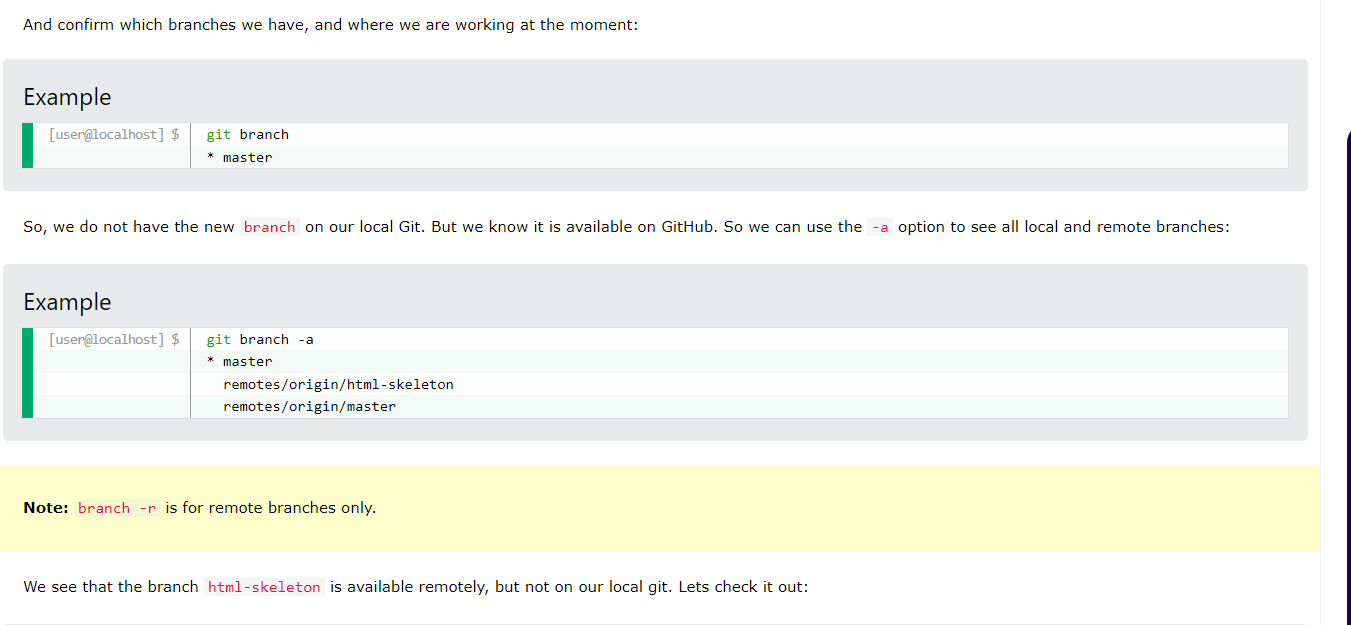 And confirm which branches we have, and where we are working at the moment:
Example
[user@localhost] $ git branch
* master
So, we do not have the new branch on our local Git. But we know it is available on GitHub. So we can use the -a option to see all local and remote branches:
Example
[user@localhost] $ git branch -a
* master
remotes/origin/html-skeleton
remotes/origin/master
Note: branch -r is for remote branches only.
We see that the branch html-skeleton is available remotely, but not on our local git. Lets check it out: